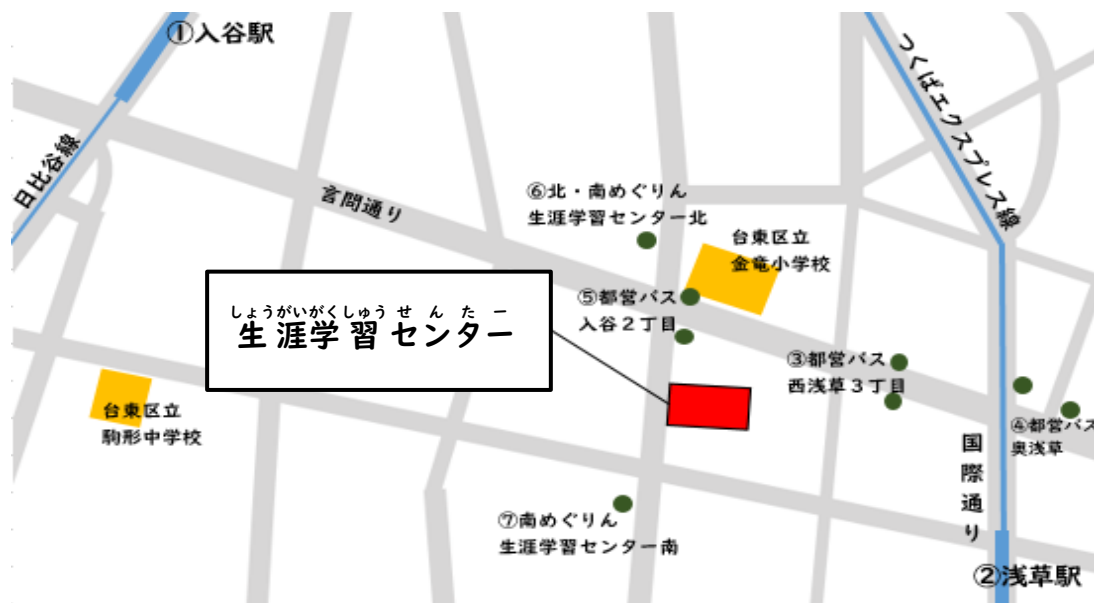 ①入谷駅
日比谷線
言問通り
つくばエクスプレス線
⑥北・南めぐりん
生涯学習センター北
台東区立
金竜小学校
しょうがいがくしゅうせんたー
生涯学習センター
⑤都営バス
入谷2丁目
③都営バス
西浅草3丁目
④都営バス
奥浅草
台東区立
駒形中学校
国際通り
⑦南めぐりん
生涯学習センター南
②浅草駅